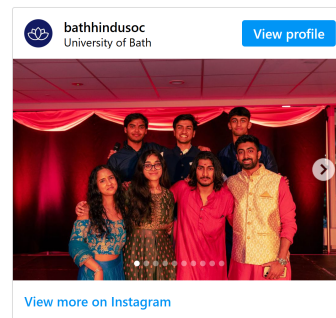 bathhindusoc
University of Bath
View profile
View more on Instagram